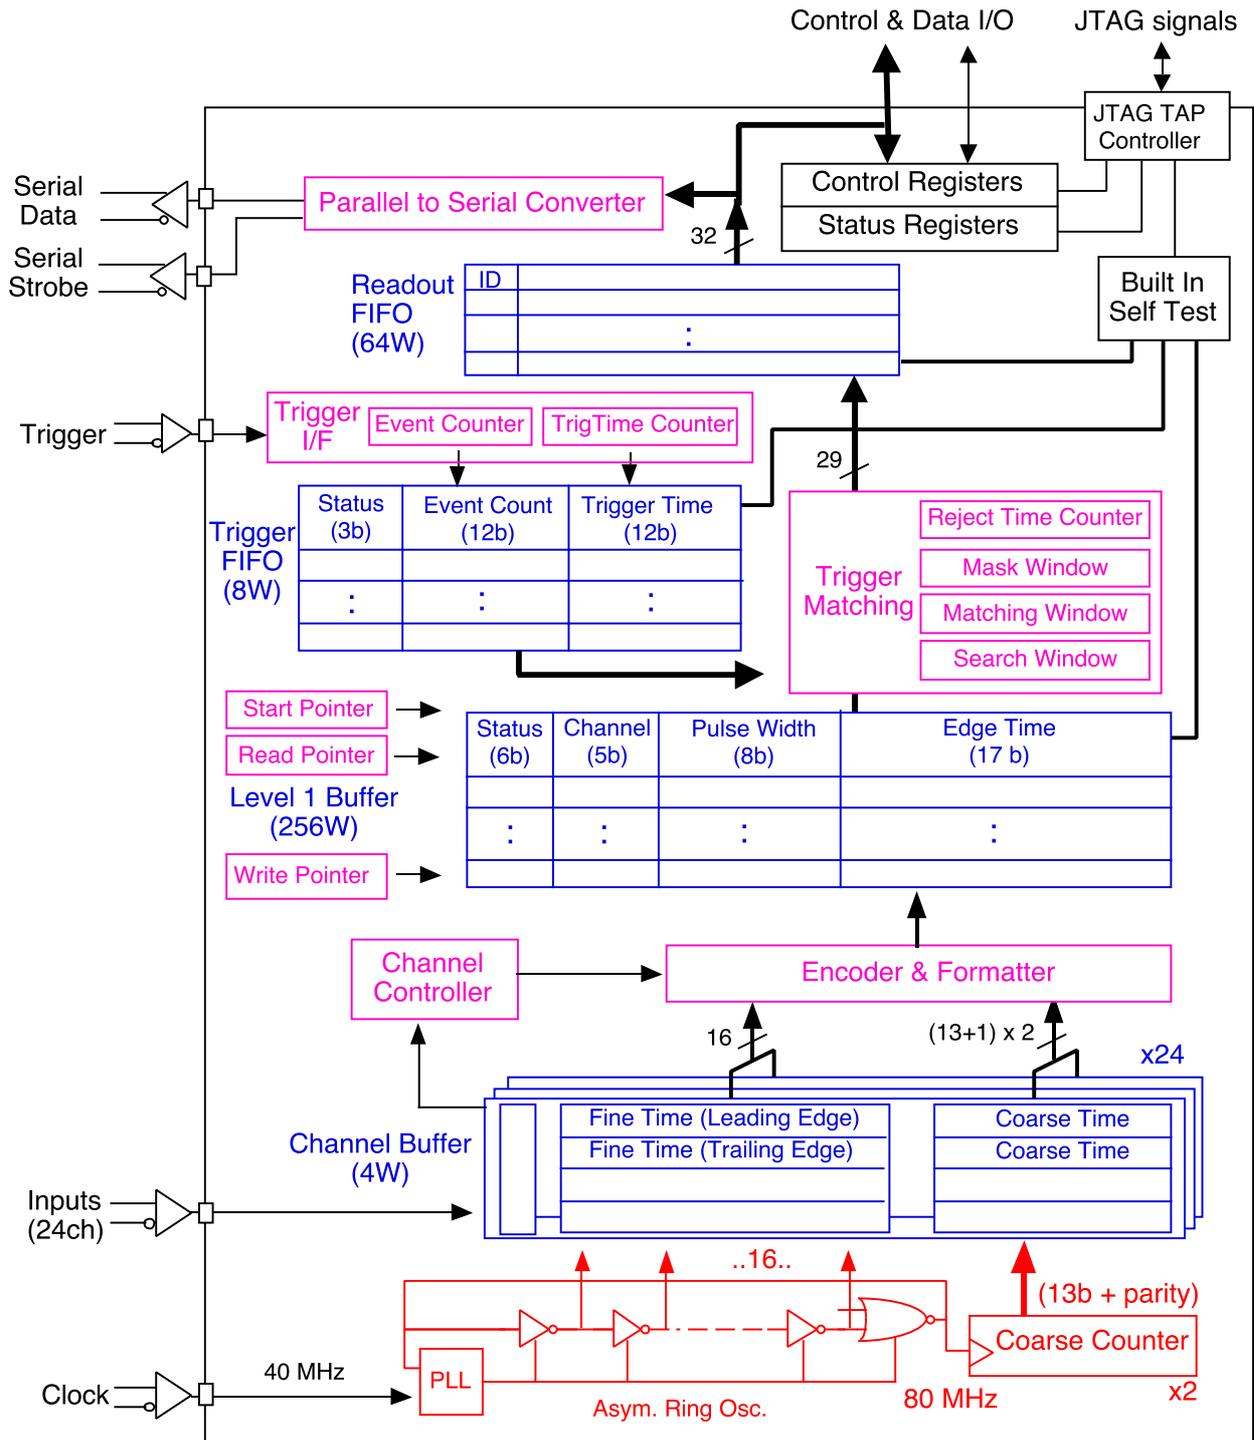 Control & Data I/O
JTAG signals
JTAG TAP
Controller
Serial
Data
Parallel to Serial Converter
Control Registers
Status Registers
32
Serial
Strobe
Readout
FIFO
(64W)
ID
:
Built In
Self Test
Trigger
Trigger
I/F
Event Counter
TrigTime Counter
29
Trigger
FIFO
(8W)
Status
(3b)
Event Count
(12b)
Trigger Time
(12b)
: : :
Trigger
Matching
Reject Time Counter
Mask Window
Matching Window
Search Window
Start Pointer
Read Pointer
Level 1 Buffer
(256W)
Write Pointer
Status
(6b)
Channel
(5b)
Pulse Width
(8b)
Edge Time
(17 b)
: : : :
Channel
Controller
Encoder & Formatter
16
(13+1) x 2
x24
Channel Buffer
(4W)
Fine Time (Leading Edge)
Fine Time (Trailing Edge)
Coarse Time
Coarse Time
Inputs
(24ch)
..16..
(13b + parity)
Coarse Counter
x2
Clock
40 MHz
PLL
Asym. Ring Osc.
80 MHz